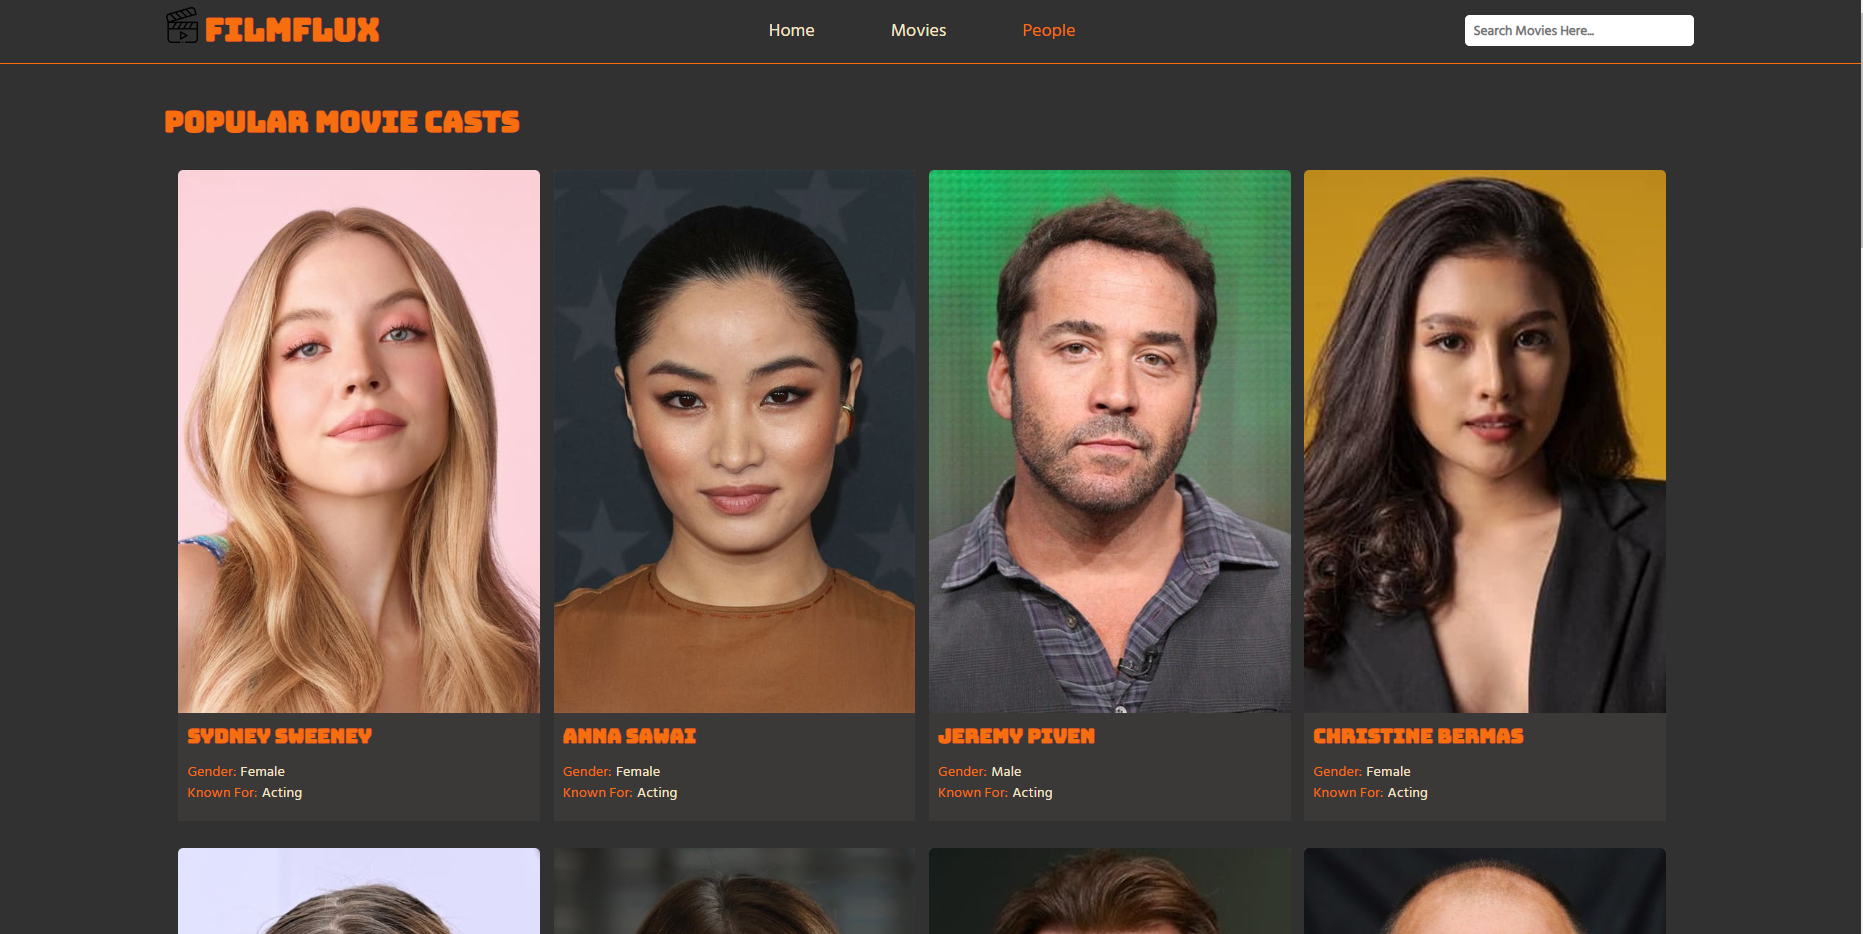 FILMFLUX
Home
Movies
People
Search Movies Here...
POPULAR MOVIE CASTS
SYDNEY SWEENEY
Gender: Female
Known For: Acting
ANNA SAWAI
Gender: Female
Known For: Acting
JEREMY PIVEN
Gender: Male
Known For: Acting
CHRISTINE BERMAS
Gender: Female
Known For: Acting